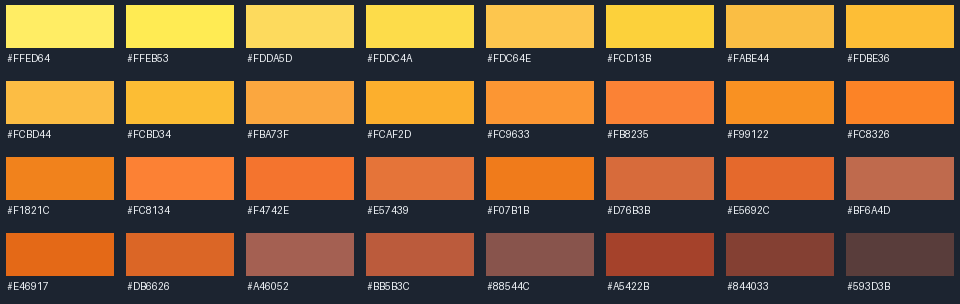 #FFED64 #FFEB53 #FDDA5D #FDDC4A #FDC64E #FCD13B #FABE44 #FDBE36
#FCBD44 #FCBD34 #FBA73F #FCAF2D #FC9633 #FB8235 #F99122 #FC8326
#F1821C #FC8134 #F4742E #E57439 #F07B1B #D76B3B #E5692C #BF6A4D
#E46917 #DB6626 #A46052 #BB5B3C #88544C #A5422B #844033 #593D3B